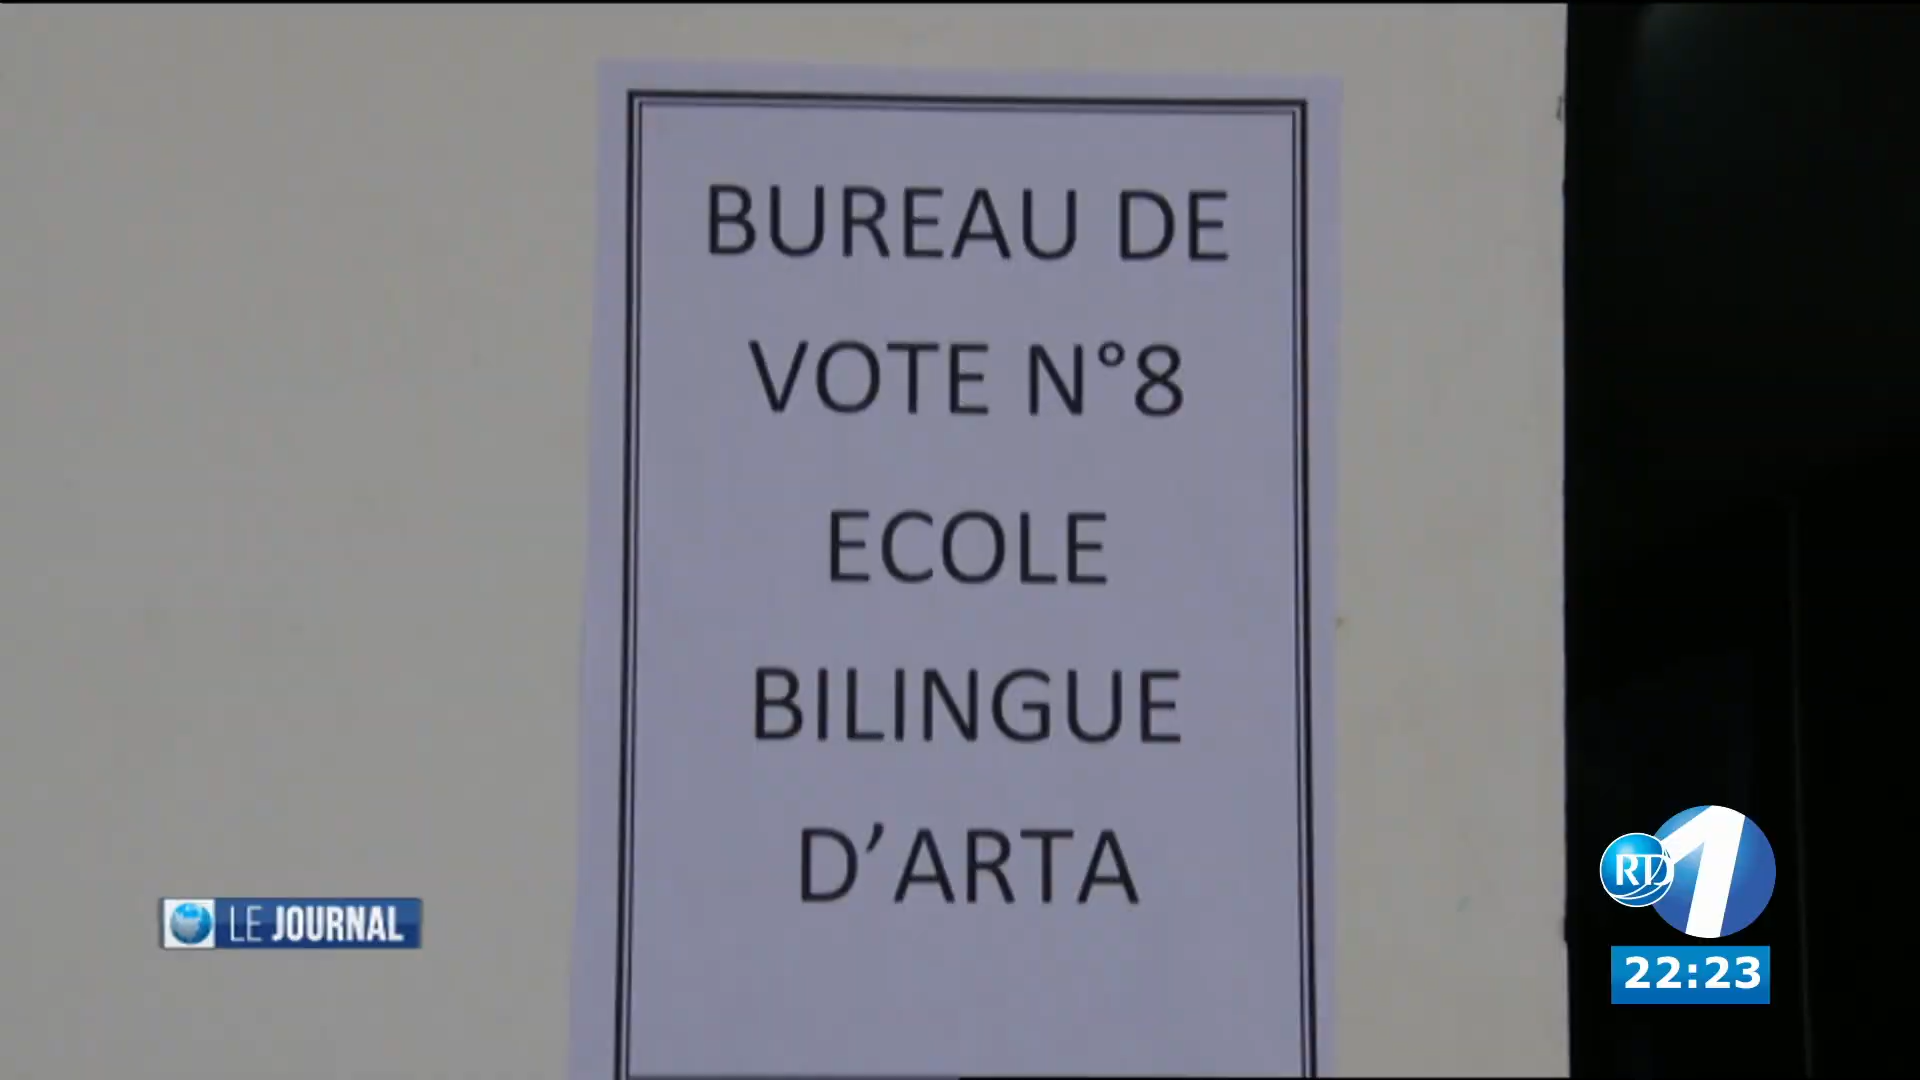 BUREAU DE
VOTE N°8
ECOLE
BILINGUE
D’ARTA
LE JOURNAL
RTD
1
22:23